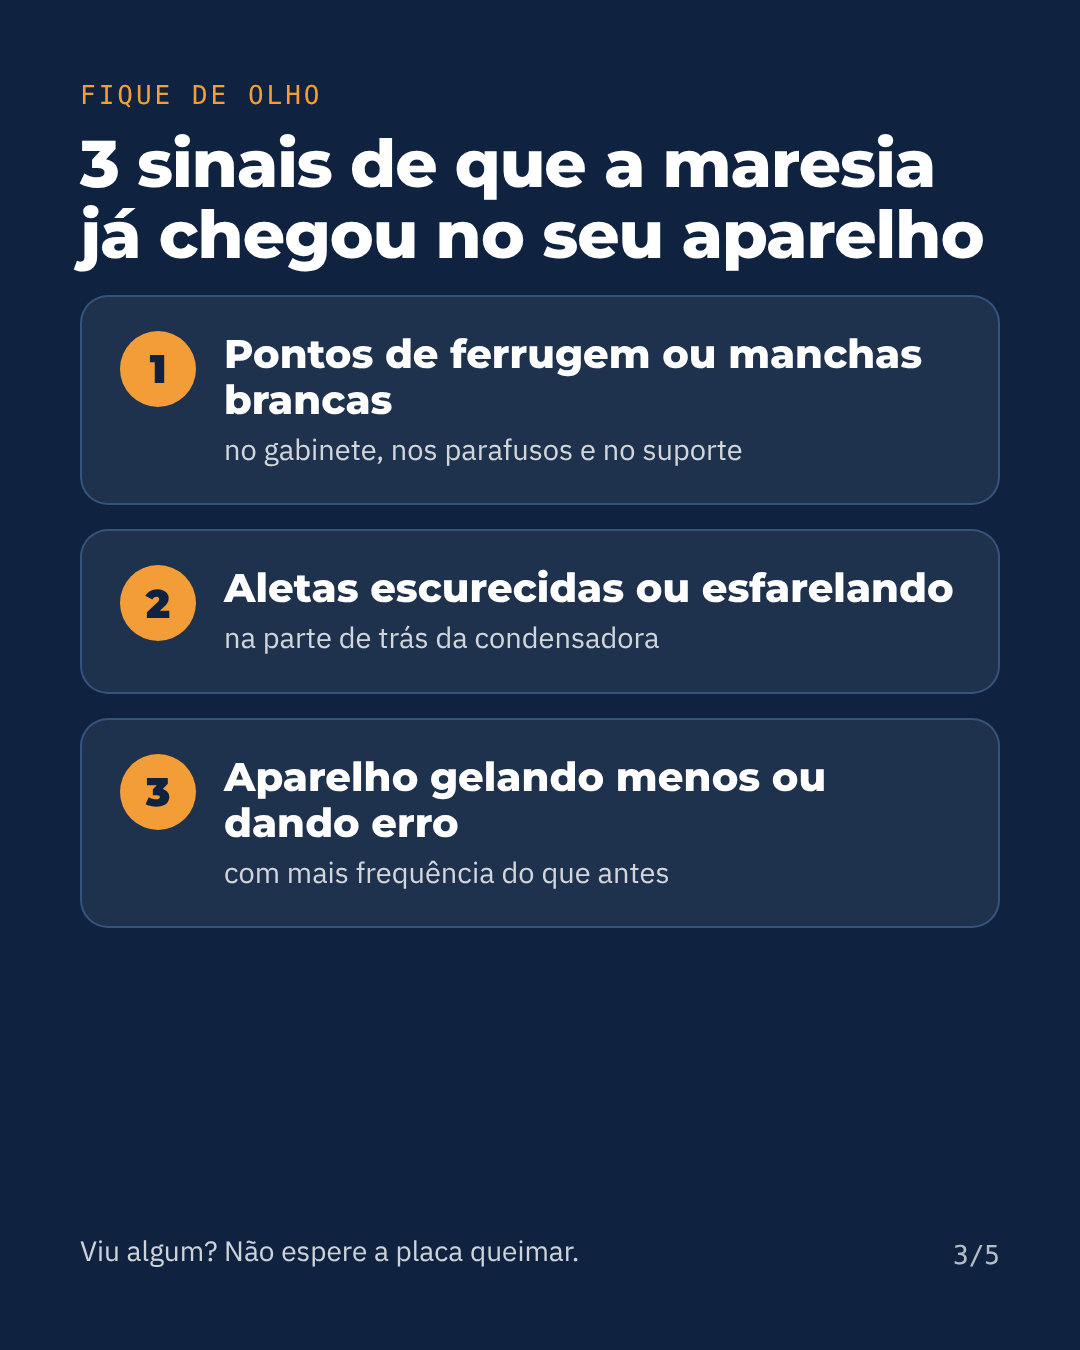 FIQUE DE OLHO
3 sinais de que a maresia
já chegou no seu aparelho
1
Pontos de ferrugem ou manchas
brancas
no gabinete, nos parafusos e no suporte
2
Aletas escurecidas ou esfarelando
na parte de trás da condensadora
3
Aparelho gelando menos ou
dando erro
com mais frequência do que antes
Viu algum? Não espere a placa queimar.
3/5